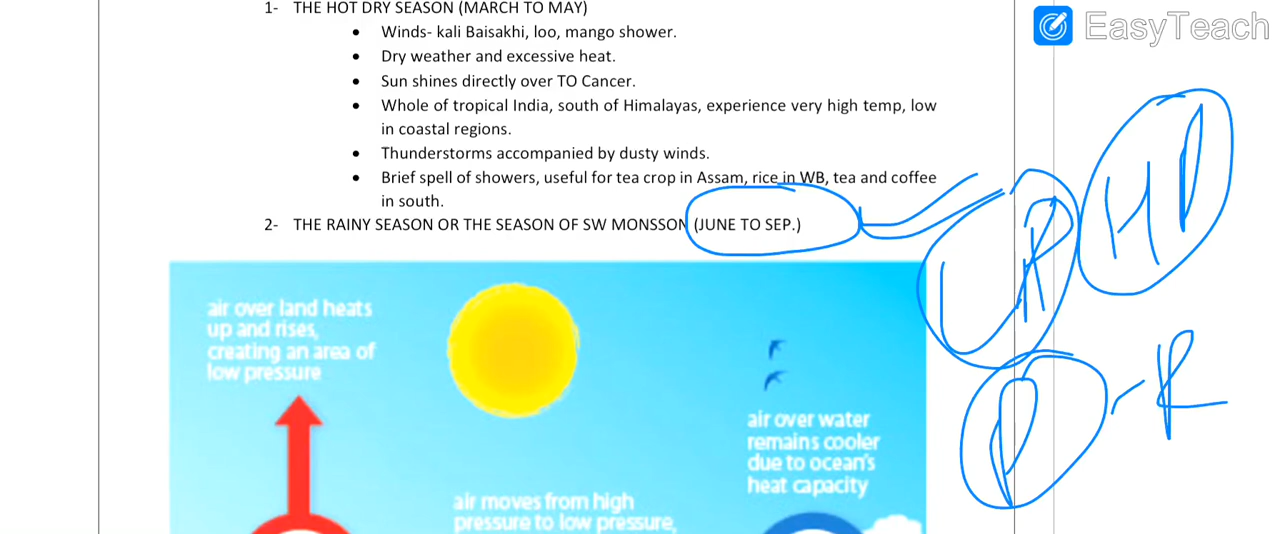 1- THE HOT DRY SEASON (MARCH TO MAY)
EasyTeach
• Winds- kali Baisakhi, loo, mango shower.
• Dry weather and excessive heat.
• Sun shines directly over TO Cancer.
• Whole of tropical India, south of Himalayas, experience very high temp, low
in coastal regions.
• Thunderstorms accompanied by dusty winds.
• Brief spell of showers, useful for tea crop in Assam, rice in WB, tea and coffee
in south.
2- THE RAINY SEASON OR THE SEASON OF SW MONSSON (JUNE TO SEP.)
HD
R
air over land heats
up and rises,
creating an area of
low pressure
air over water
remains cooler
due to ocean's
heat capacity
air moves from high
pressure to low pressure,